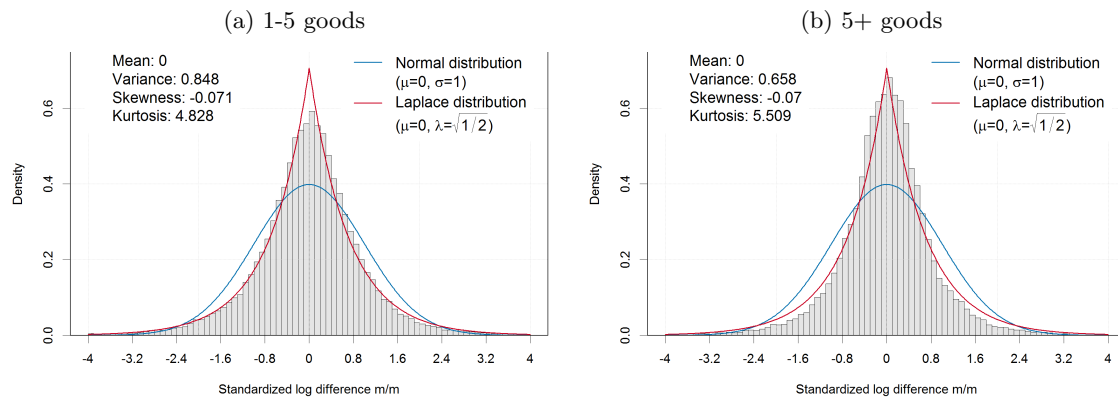 (a) 1-5 goods
Mean: 0
Variance: 0.848
Skewness: -0.071
Kurtosis: 4.828
Normal distribution
(μ=0, σ=1)
Laplace distribution
(μ=0, λ=√1/2)
Density
0.0
0.2
0.4
0.6
-4 -3.2 -2.4 -1.6 -0.8 0 0.8 1.6 2.4 3.2 4
Standardized log difference m/m
(b) 5+ goods
Mean: 0
Variance: 0.658
Skewness: -0.07
Kurtosis: 5.509
Normal distribution
(μ=0, σ=1)
Laplace distribution
(μ=0, λ=√1/2)
Density
0.0
0.2
0.4
0.6
-4 -3.2 -2.4 -1.6 -0.8 0 0.8 1.6 2.4 3.2 4
Standardized log difference m/m